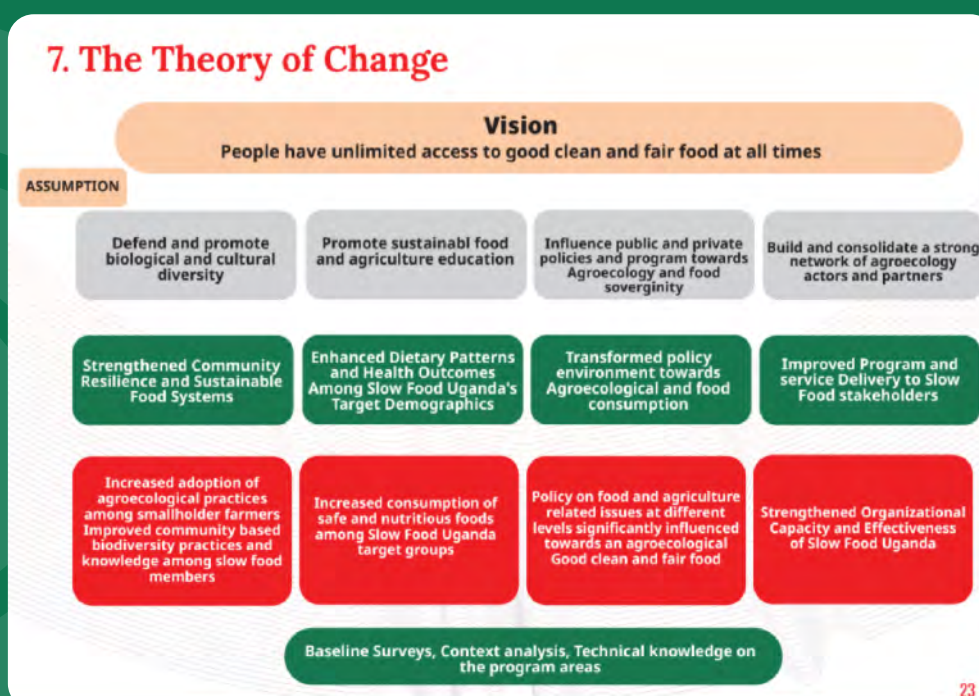 7. The Theory of Change
Vision
People have unlimited access to good clean and fair food at all times
ASSUMPTION
Defend and promote
biological and cultural
diversity
Promote sustainabl food
and agriculture education
Influence public and private
policies and program towards
Agroecology and food
soverginity
Build and consolidate a strong
network of agroecology
actors and partners
Strengthened Community
Resilience and Sustainable
Food Systems
Enhanced Dietary Patterns
and Health Outcomes
Among Slow Food Uganda's
Target Demographics
Transformed policy
environment towards
Agroecological and food
consumption
Improved Program and
service Delivery to Slow
Food stakeholders
Increased adoption of
agroecological practices
among smallholder farmers
Improved community based
biodiversity practices and
knowledge among slow food
members
Increased consumption of
safe and nutritious foods
among Slow Food Uganda
target groups
Policy on food and agriculture
related issues at different
levels significantly influenced
towards an agroecological
Good clean and fair food
Strengthened Organizational
Capacity and Effectiveness
of Slow Food Uganda
Baseline Surveys, Context analysis, Technical knowledge on
the program areas
23